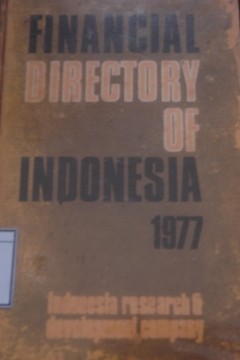 FINANCIAL
DIRECTORY
OF
INDONESIA
1977
Indonesia research &
development company